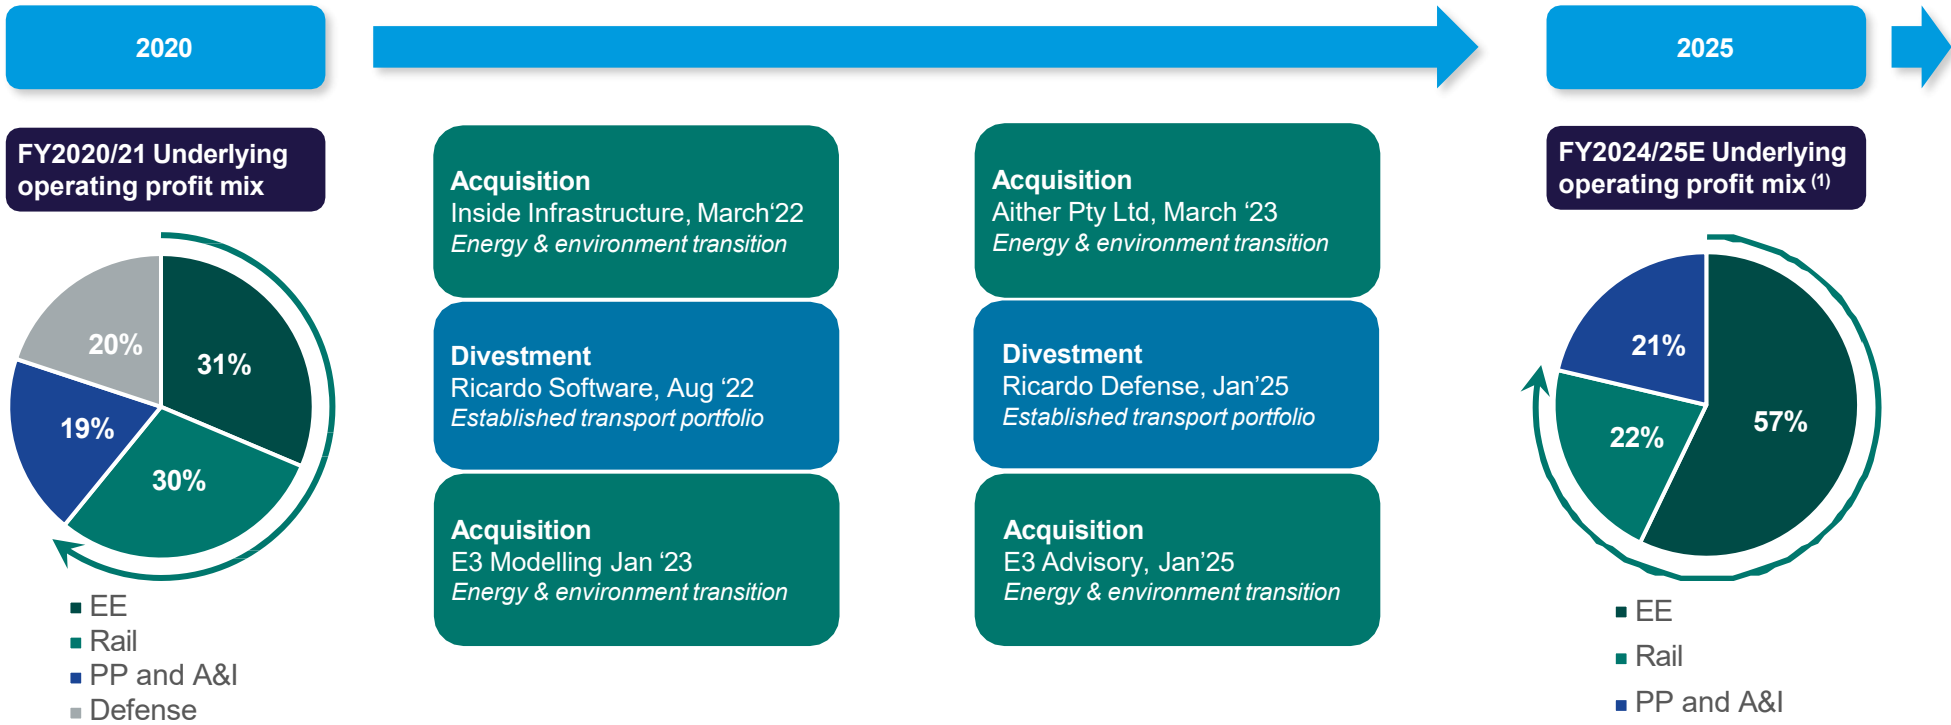 2020
2025
FY2020/21 Underlying
operating profit mix
31%
30%
19%
20%
EE
Rail
PP and A&I
Defense
Acquisition
Inside Infrastructure, March‘22
Energy & environment transition
Divestment
Ricardo Software, Aug ‘22
Established transport portfolio
Acquisition
E3 Modelling Jan ‘23
Energy & environment transition
Acquisition
Aither Pty Ltd, March ‘23
Energy & environment transition
Divestment
Ricardo Defense, Jan’25
Established transport portfolio
Acquisition
E3 Advisory, Jan’25
Energy & environment transition
FY2024/25E Underlying
operating profit mix (1)
57%
22%
21%
EE
Rail
PP and A&I